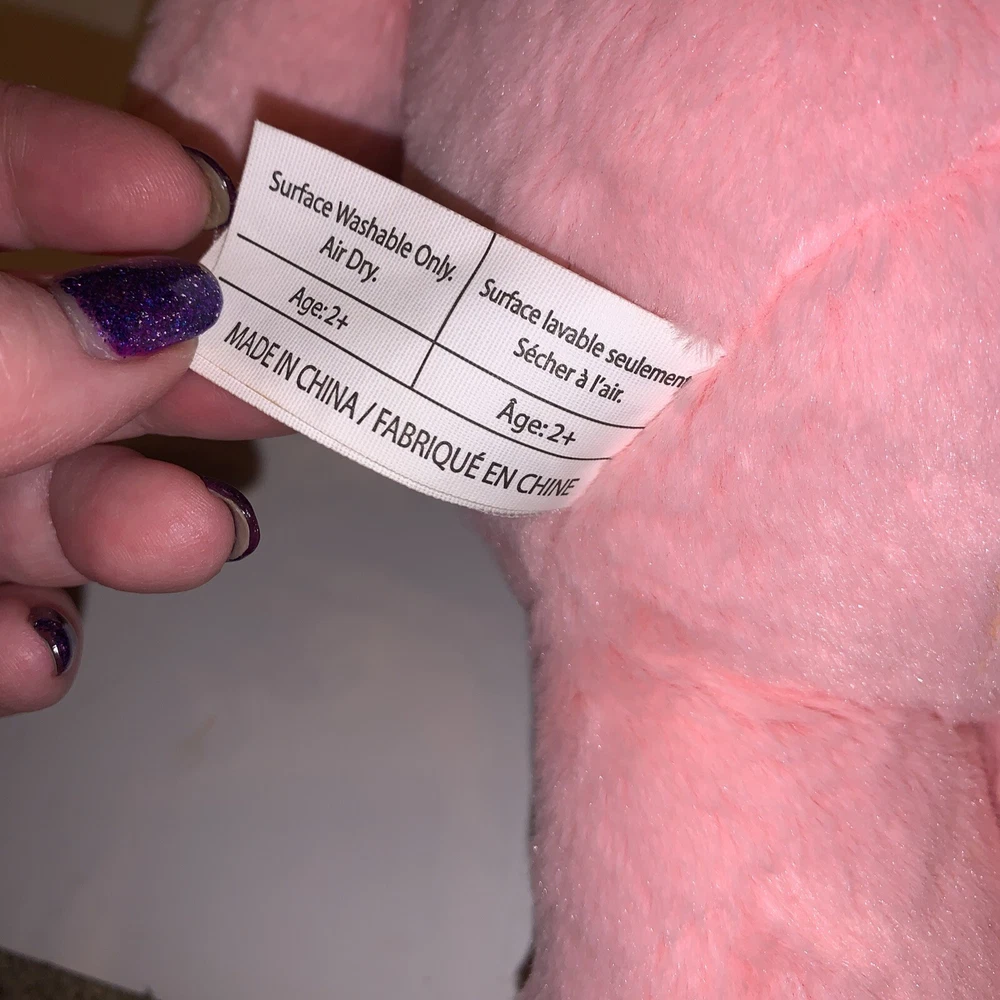 Surface Washable Only.
Air Dry.
Age: 2+
Surface lavable seulement
Sécher à l'air.
Âge: 2+
MADE IN CHINA / FABRIQUÉ EN CHINE